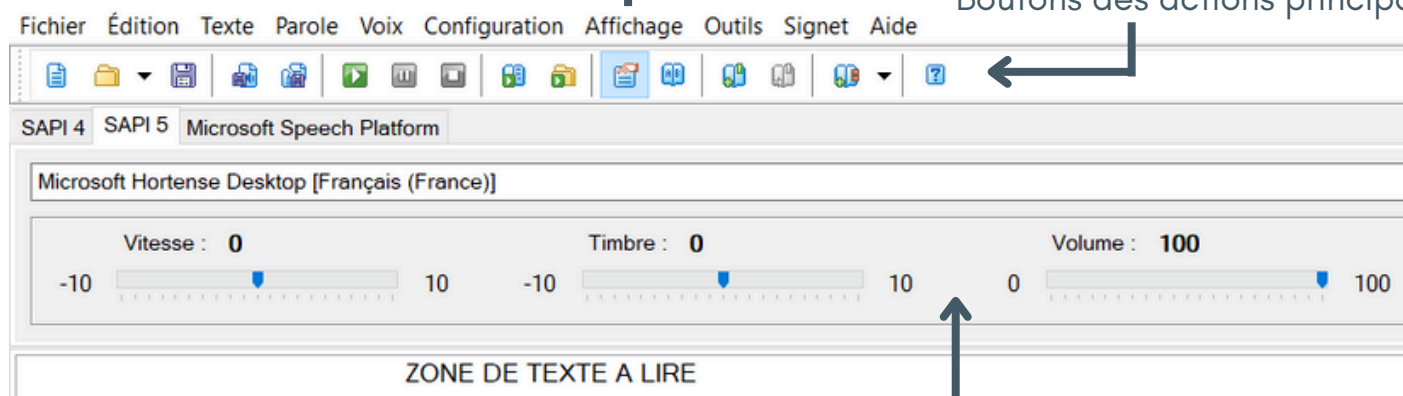 Boutons des actions
Fichier Édition Texte Parole Voix Configuration Affichage Outils Signet Aide
SAPI 4 SAPI 5 Microsoft Speech Platform
Microsoft Hortense Desktop [Français (France)]
Vitesse : 0 Timbre : 0 Volume : 100
-10 10 -10 10 0 100
ZONE DE TEXTE A LIRE